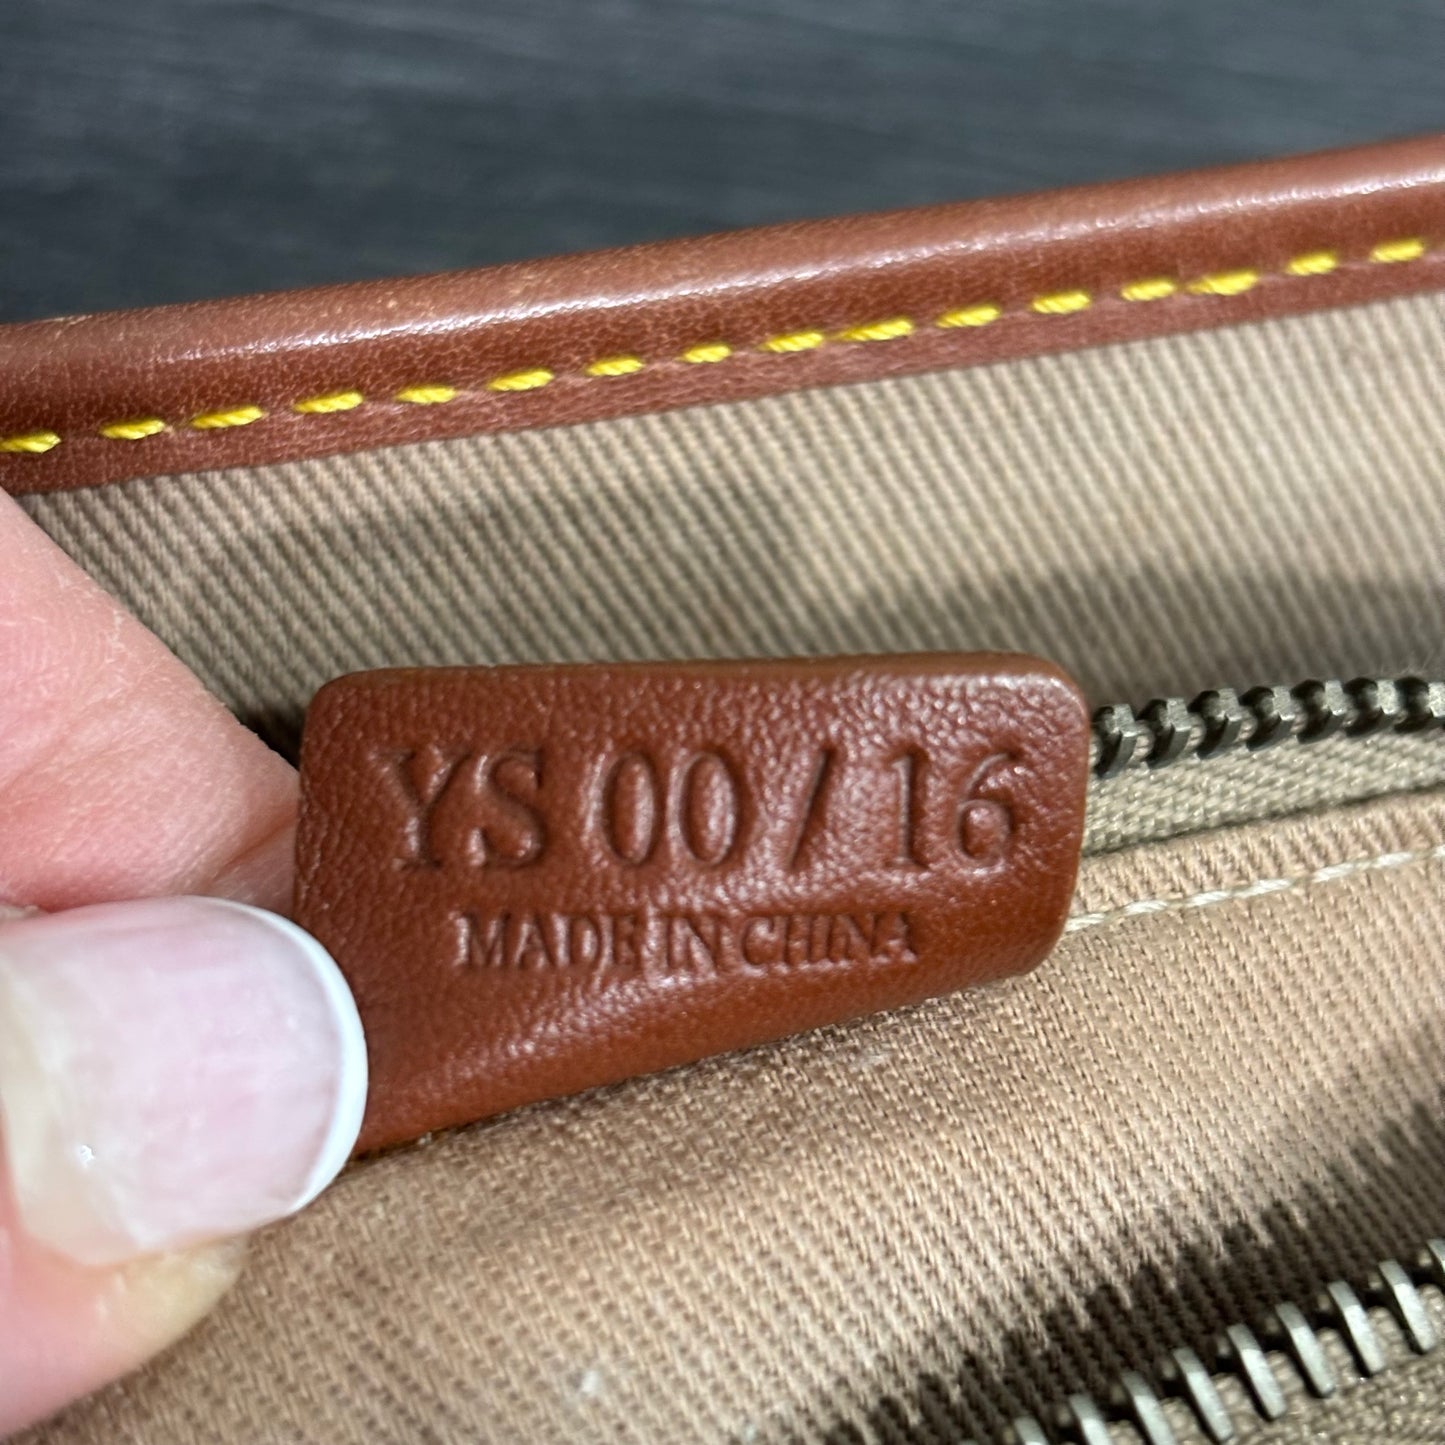 YS 00 / 16
MADE IN CHINA